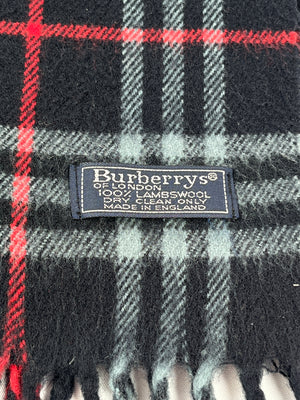 Burberrys®
OF LONDON
100% LAMBSWOOL
DRY CLEAN ONLY
MADE IN ENGLAND